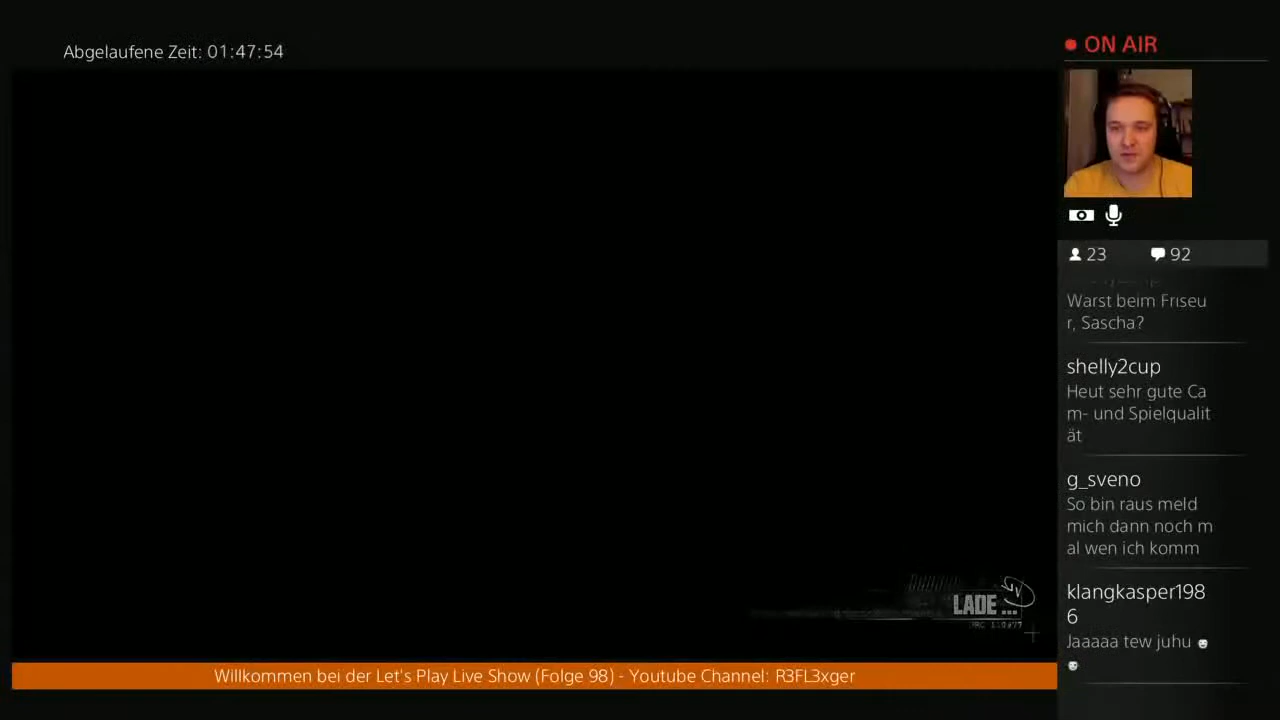 Abgelaufene Zeit: 01:47:54
ON AIR
23 92
Warst beim Friseu
r, Sascha?
shelly2cup
Heut sehr gute Ca
m- und Spielqualit
ät
g_sveno
So bin raus meld
mich dann noch m
al wen ich komm
klangkasper198
6
Jaaaaa tew juhu
LADE...
Willkommen bei der Let's Play Live Show (Folge 98) - Youtube Channel: R3FL3xger